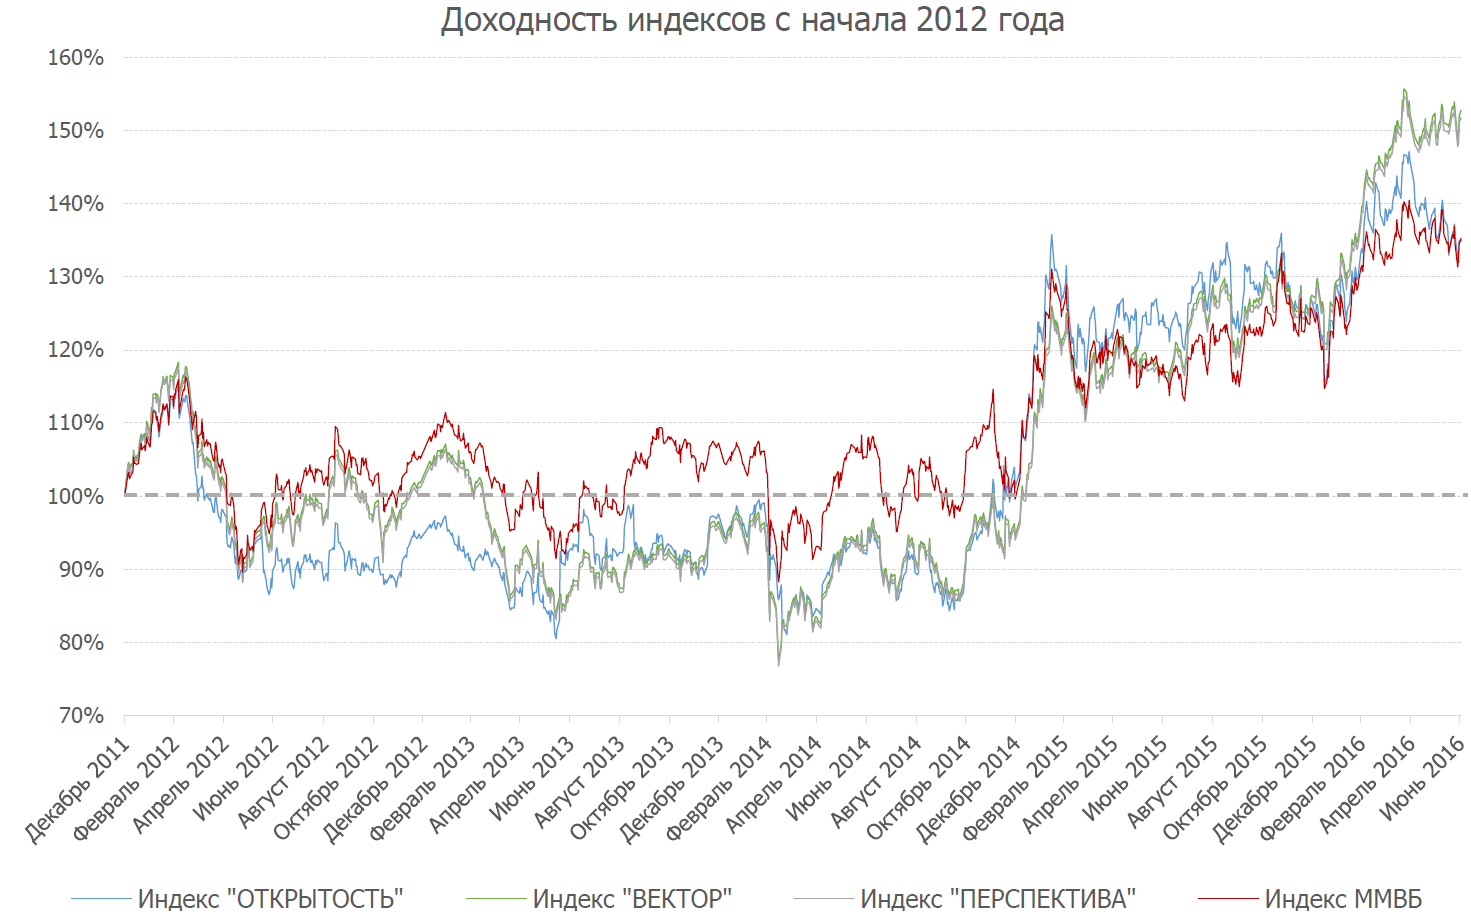 Доходность индексов с начала 2012 года
160%
150%
140%
130%
120%
110%
100%
90%
80%
70%
Декабрь 2011
Февраль 2012
Апрель 2012
Июнь 2012
Август 2012
Октябрь 2012
Декабрь 2012
Февраль 2013
Апрель 2013
Июнь 2013
Август 2013
Октябрь 2013
Декабрь 2013
Февраль 2014
Апрель 2014
Июнь 2014
Август 2014
Октябрь 2014
Декабрь 2014
Февраль 2015
Апрель 2015
Июнь 2015
Август 2015
Октябрь 2015
Декабрь 2015
Февраль 2016
Апрель 2016
Июнь 2016
Индекс "ОТКРЫТОСТЬ" Индекс "ВЕКТОР" Индекс "ПЕРСПЕКТИВА" Индекс ММВБ